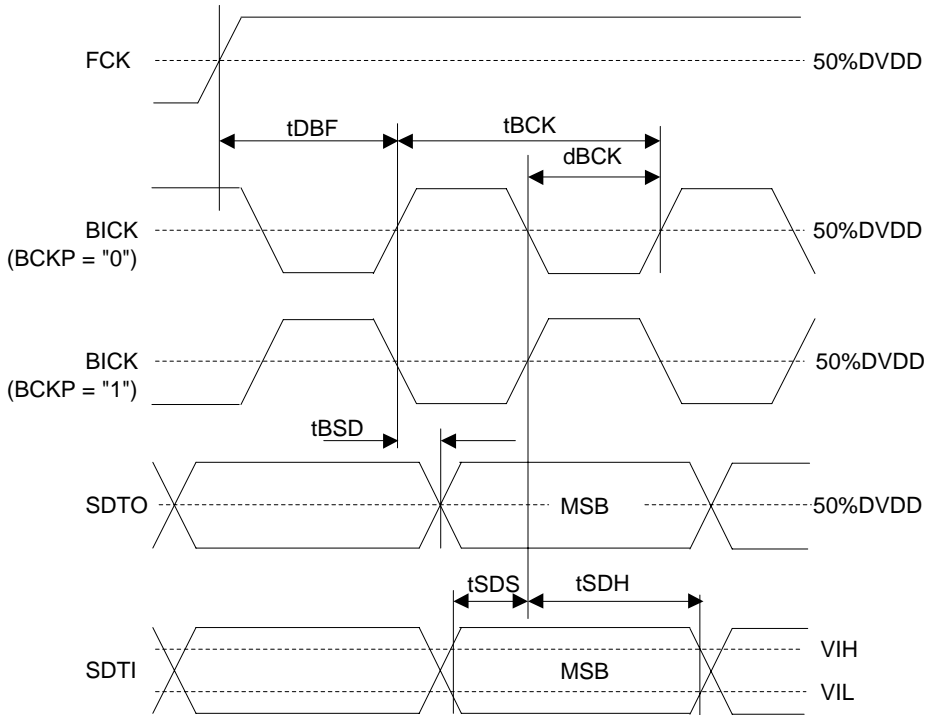 FCK
50%DVDD
tDBF
tBCK
dBCK
BICK
(BCKP = "0")
50%DVDD
BICK
(BCKP = "1")
50%DVDD
tBSD
SDTO
MSB
50%DVDD
tSDS
tSDH
SDTI
MSB
VIH
VIL